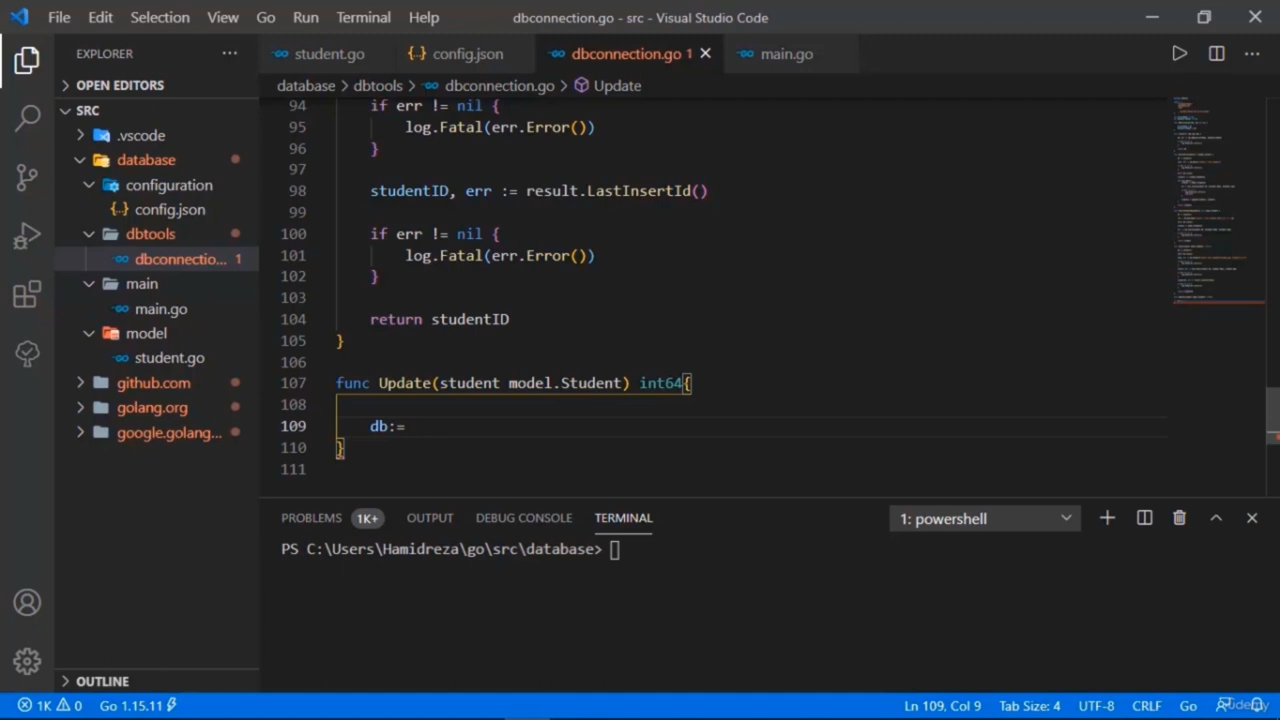 File Edit Selection View Go Run Terminal Help dbconnection.go - src - Visual Studio Code
EXPLORER
student.go config.json dbconnection.go 1 main.go
OPEN EDITORS
database dbtools dbconnection.go Update
SRC
.vscode
database
configuration
config.json
dbtools
dbconnectio... 1
main
main.go
model
student.go
github.com
golang.org
google.golang...
OUTLINE
94 if err != nil {
95 log.Fatal(err.Error())
96 }
97
98 studentID, err := result.LastInsertId()
99
100 if err != nil {
101 log.Fatal(err.Error())
102 }
103
104 return studentID
105 }
106
107 func Update(student model.Student) int64{
108
109 db:=
110 }
111
PROBLEMS 1K+ OUTPUT DEBUG CONSOLE TERMINAL 1: powershell
PS C:\Users\Hamidreza\go\src\database>
1K 0 Go 1.15.11 Ln 109, Col 9 Tab Size: 4 UTF-8 CRLF Go